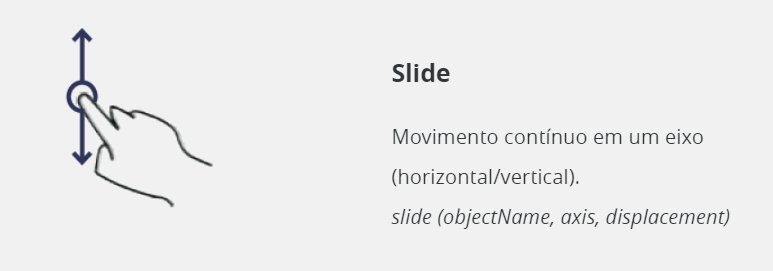 Slide
Movimento contínuo em um eixo
(horizontal/vertical).
slide (objectName, axis, displacement)